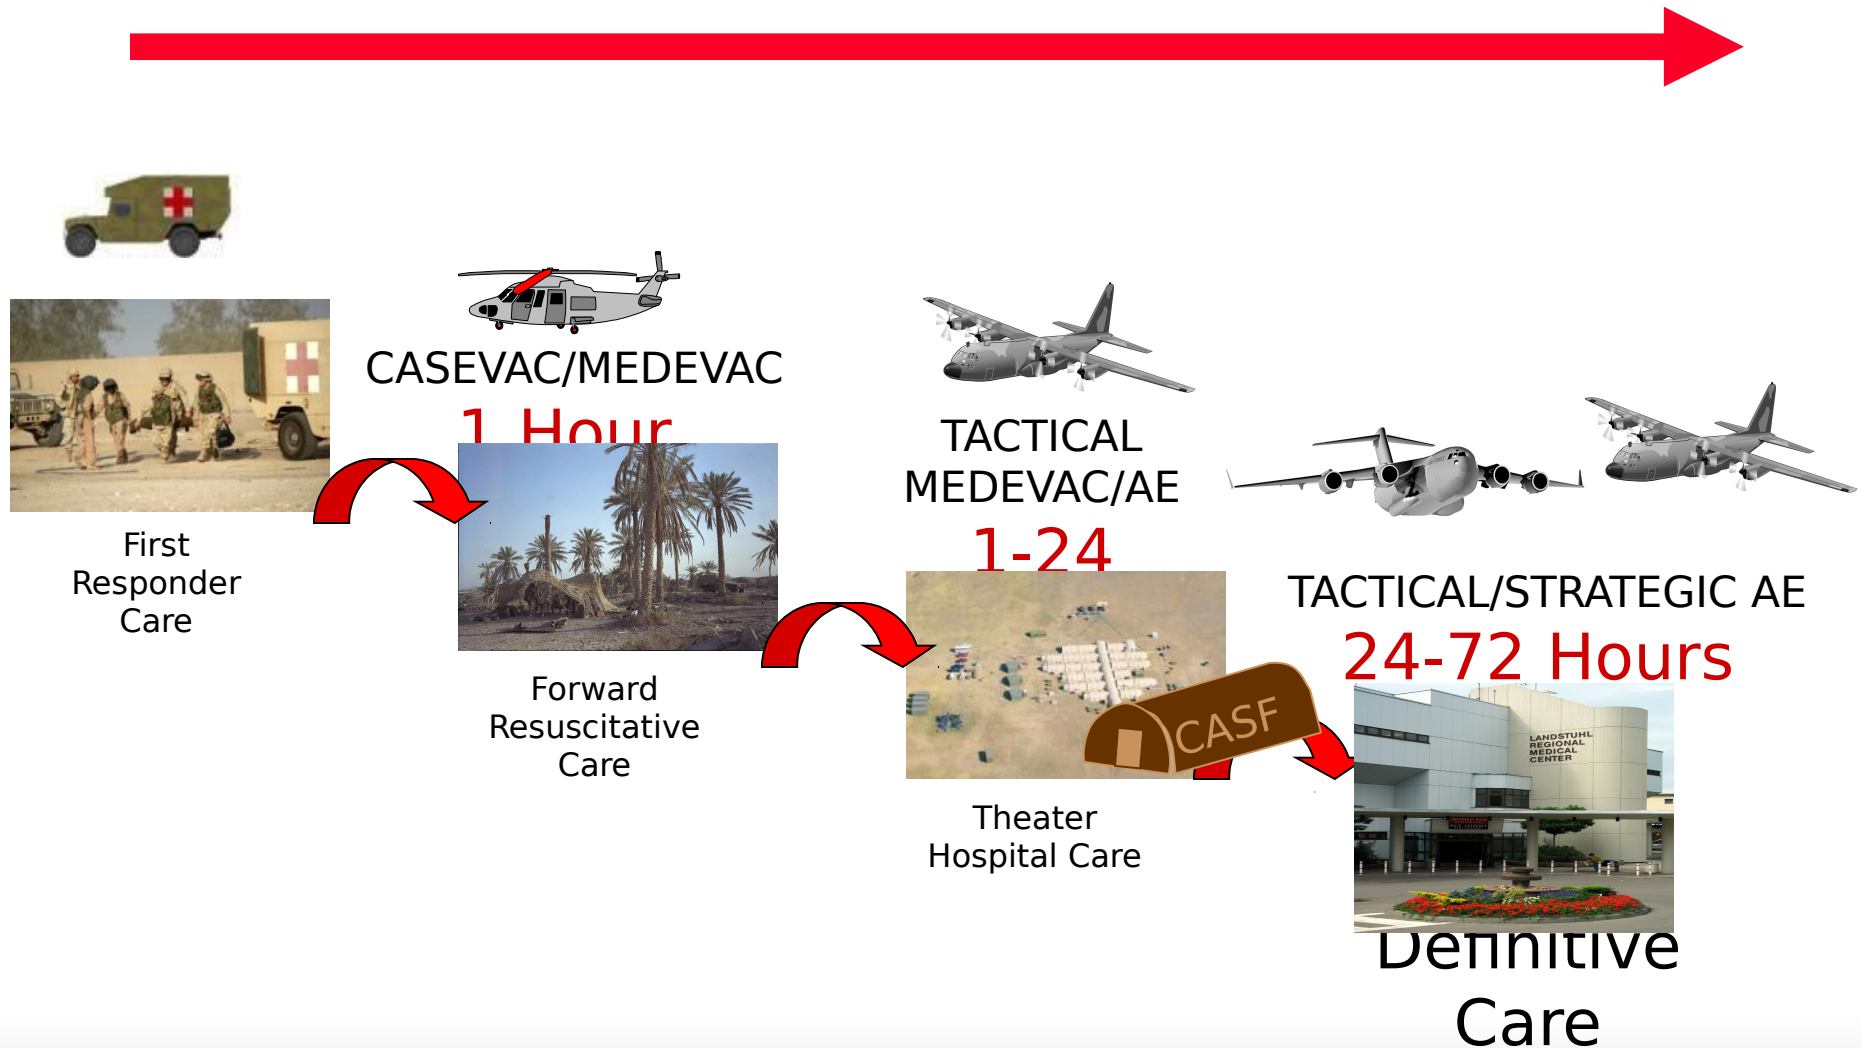 CASEVAC/MEDEVAC
1 Hour
First
Responder
Care
Forward
Resuscitative
Care
TACTICAL
MEDEVAC/AE
1-24
CASF
Theater
Hospital Care
TACTICAL/STRATEGIC AE
24-72 Hours
LANDSTUHL
REGIONAL
MEDICAL
CENTER
Definitive
Care